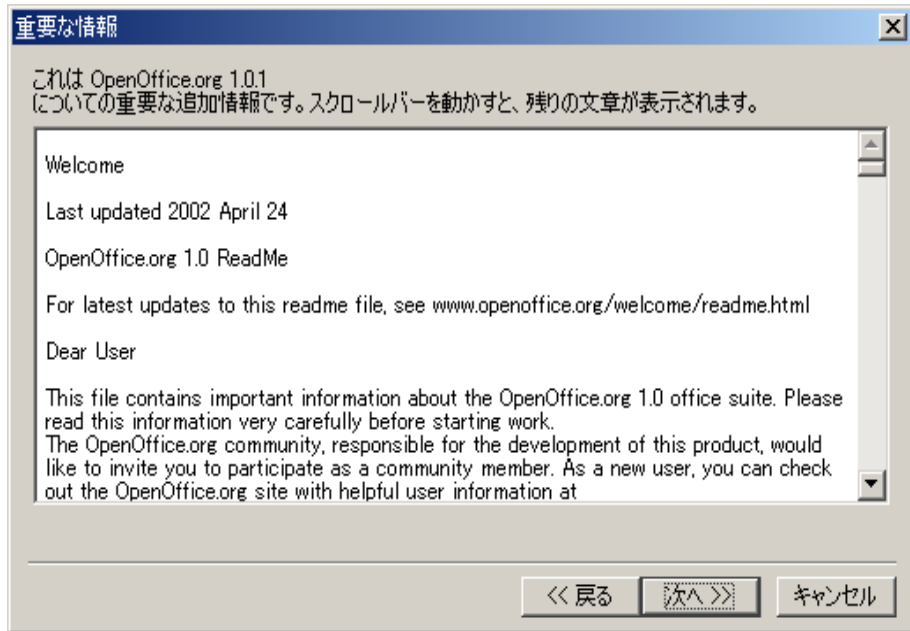 重要な情報
これは OpenOffice.org 1.0.1
についての重要な追加情報です。スクロールバーを動かすと、残りの文章が表示されます。
Welcome
Last updated 2002 April 24
OpenOffice.org 1.0 ReadMe
For latest updates to this readme file, see www.openoffice.org/welcome/readme.html
Dear User
This file contains important information about the OpenOffice.org 1.0 office suite. Please
read this information very carefully before starting work.
The OpenOffice.org community, responsible for the development of this product, would
like to invite you to participate as a community member. As a new user, you can check
out the OpenOffice.org site with helpful user information at
<< 戻る 次へ >> キャンセル